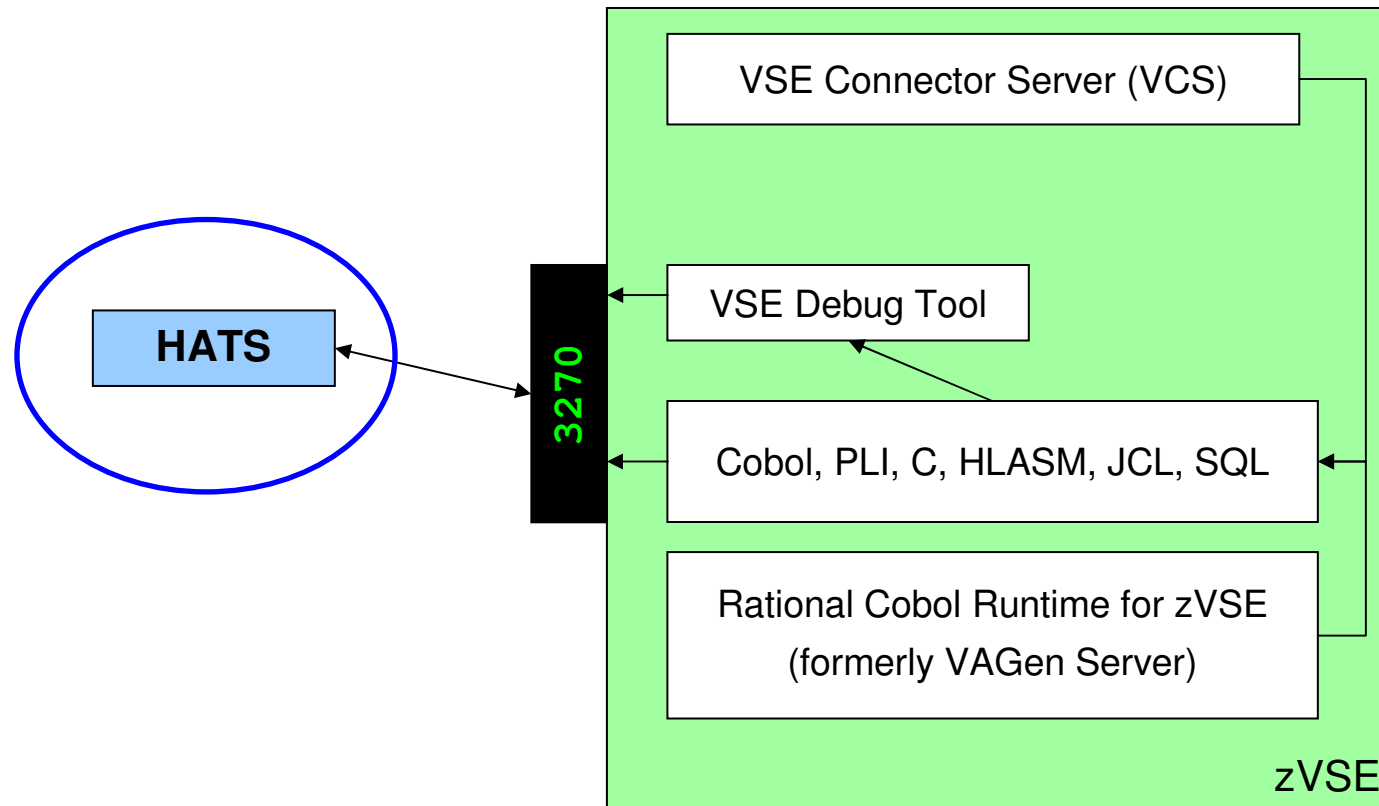 VSE Connector Server (VCS)
HATS
3270
VSE Debug Tool
Cobol, PLI, C, HLASM, JCL, SQL
Rational Cobol Runtime for zVSE
(formerly VAGen Server)
zVSE